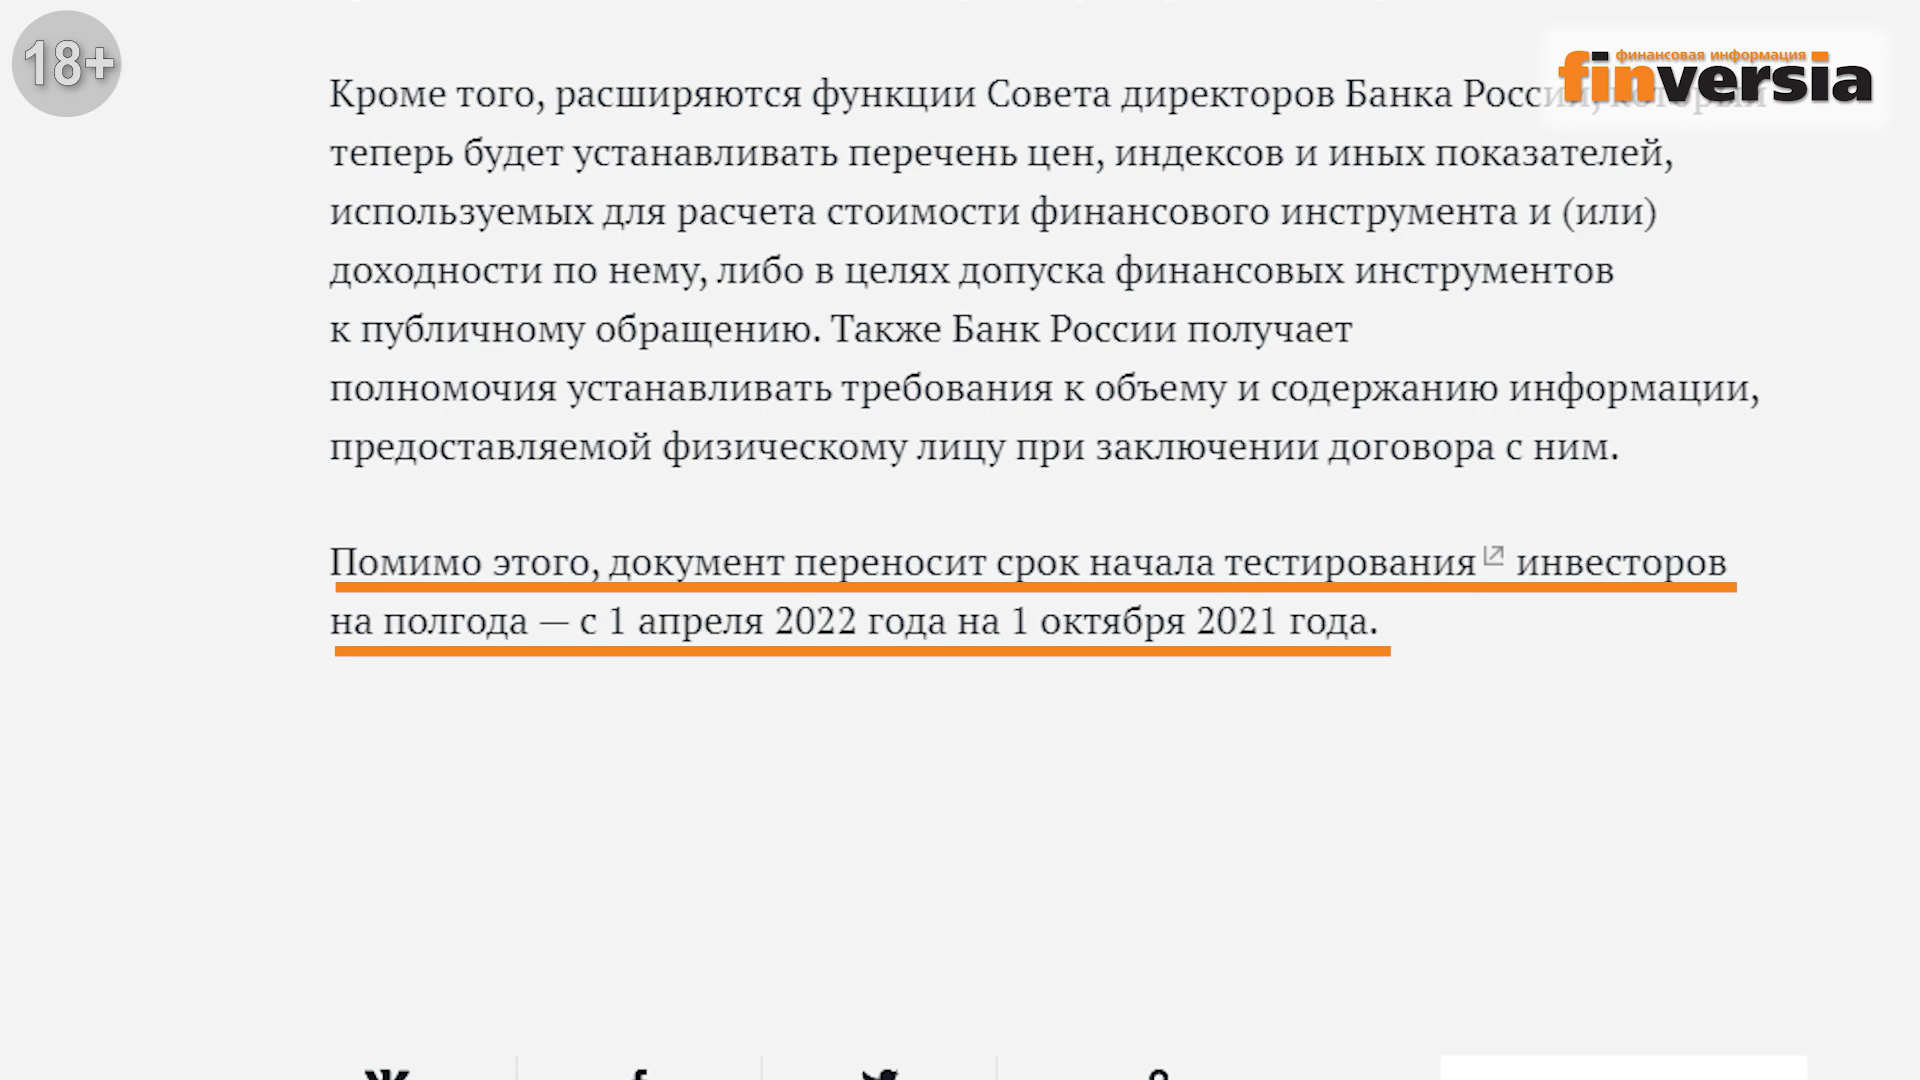 18+
финансовая информация
finversia
Кроме того, расширяются функции Совета директоров Банка России, который
теперь будет устанавливать перечень цен, индексов и иных показателей,
используемых для расчета стоимости финансового инструмента и (или)
доходности по нему, либо в целях допуска финансовых инструментов
к публичному обращению. Также Банк России получает
полномочия устанавливать требования к объему и содержанию информации,
предоставляемой физическому лицу при заключении договора с ним.
Помимо этого, документ переносит срок начала тестирования инвесторов
на полгода — с 1 апреля 2022 года на 1 октября 2021 года.